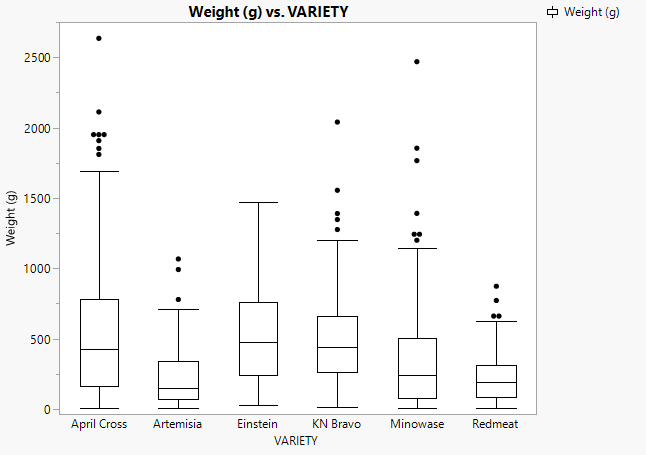 Weight (g) vs. VARIETY
Weight (g)
2500
2000
1500
1000
500
0
Weight (g)
April Cross
Artemisia
Einstein
KN Bravo
Minowase
Redmeat
VARIETY